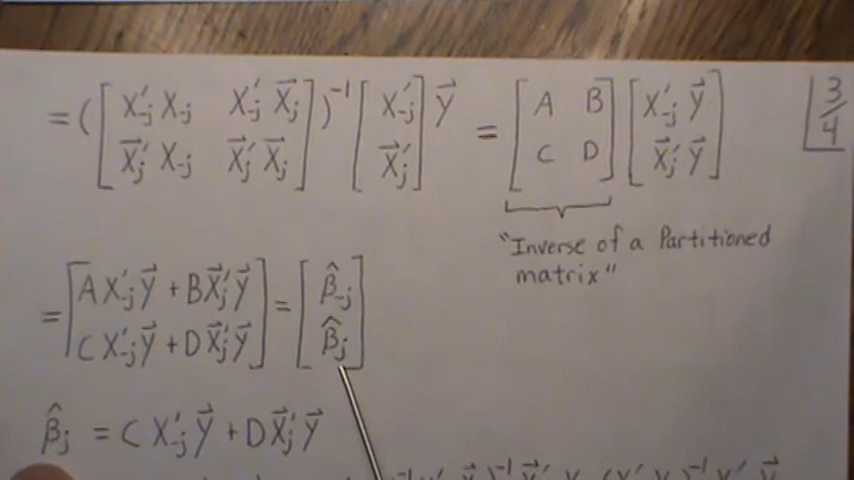 = ( [ X′₋ⱼ X₋ⱼ X′₋ⱼ X⃗ⱼ ] )⁻¹ [ X′₋ⱼ ] Y⃗ = [ A B ] [ X′₋ⱼ Y⃗ ] 3/4
[ X⃗ⱼ′ X₋ⱼ X⃗ⱼ′ X⃗ⱼ ] [ X⃗ⱼ′ ] [ C D ] [ X⃗ⱼ′ Y⃗ ]
"Inverse of a Partitioned
matrix"
= [ A X′₋ⱼ Y⃗ + B X⃗ⱼ′ Y⃗ ] = [ β̂₋ⱼ ]
[ C X′₋ⱼ Y⃗ + D X⃗ⱼ′ Y⃗ ] [ β̂ⱼ ]
β̂ⱼ = C X′₋ⱼ Y⃗ + D X⃗ⱼ′ Y⃗